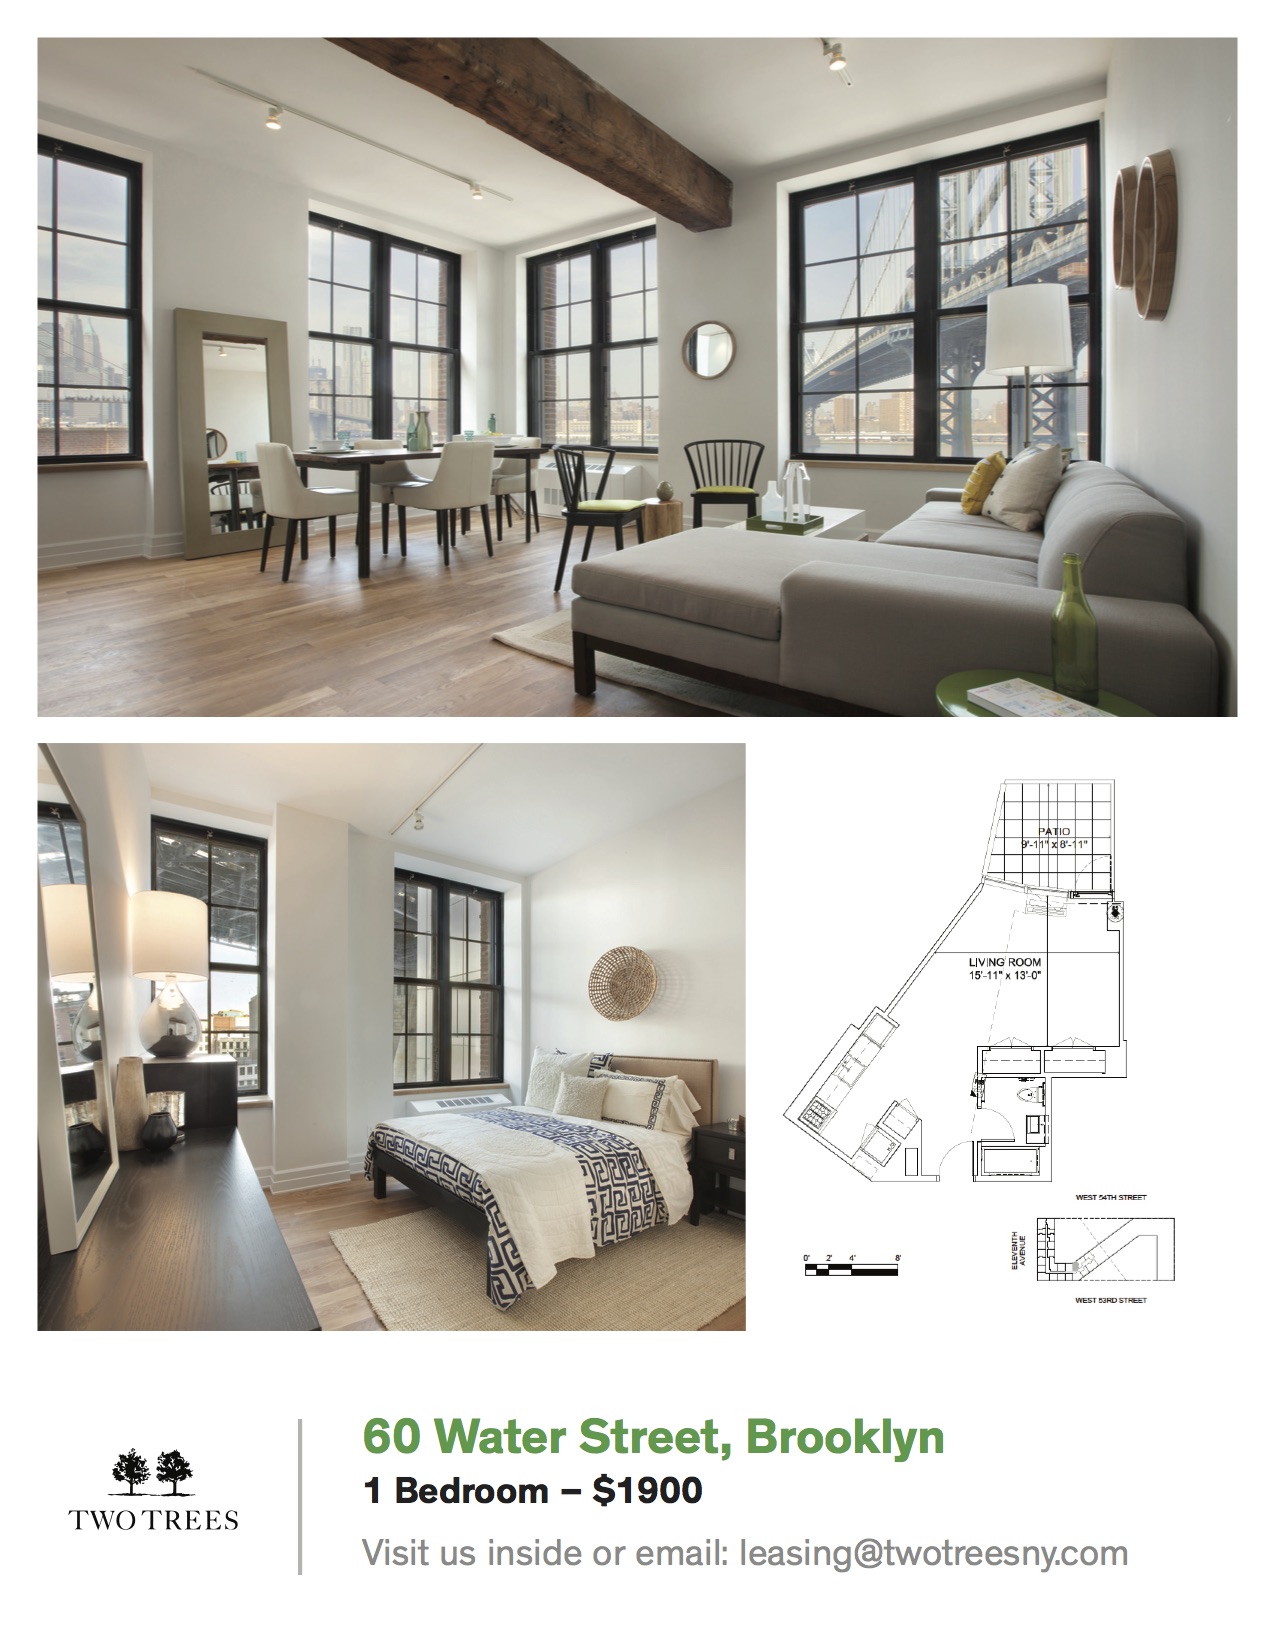 PATIO
9'-11" x 8'-11"
LIVING ROOM
15'-11" x 13'-0"
WEST 54TH STREET
ELEVENTH
AVENUE
0' 2' 4' 8'
WEST 53RD STREET
TWO TREES
60 Water Street, Brooklyn
1 Bedroom – $1900
Visit us inside or email: leasing@twotreesny.com